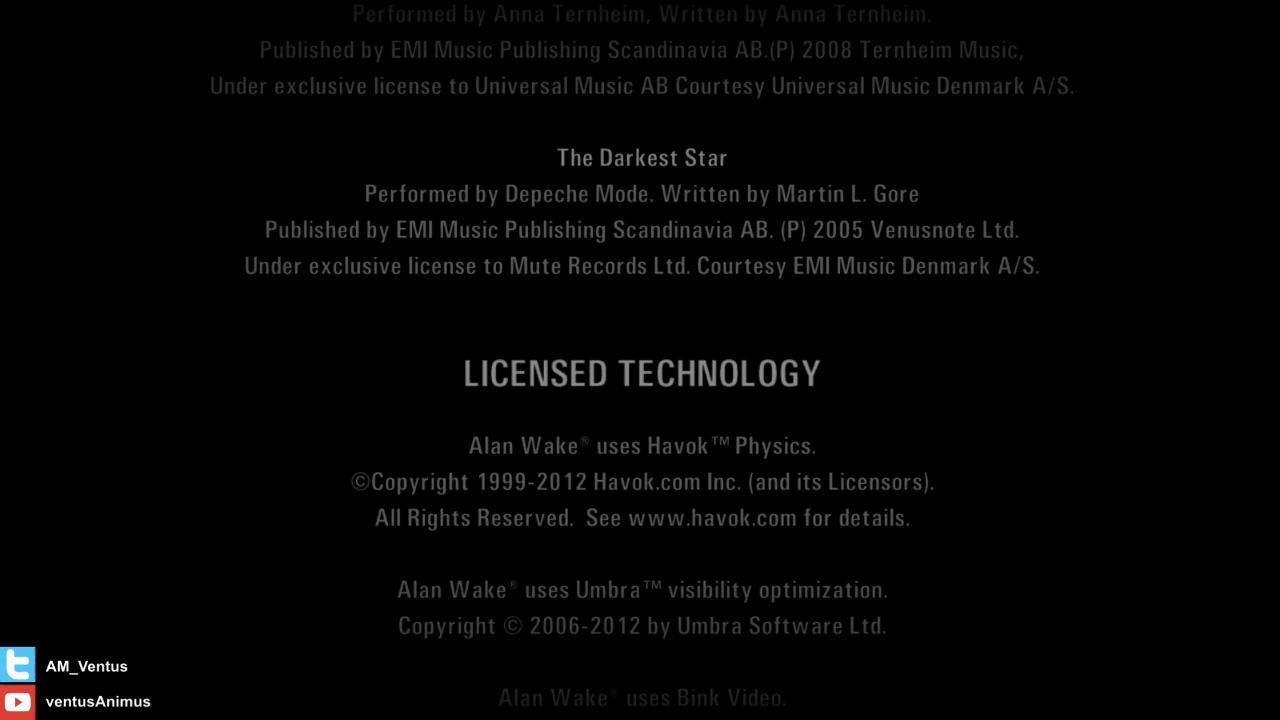 Performed by Anna Ternheim, Written by Anna Ternheim.
Published by EMI Music Publishing Scandinavia AB.(P) 2008 Ternheim Music,
Under exclusive license to Universal Music AB Courtesy Universal Music Denmark A/S.
The Darkest Star
Performed by Depeche Mode. Written by Martin L. Gore
Published by EMI Music Publishing Scandinavia AB. (P) 2005 Venusnote Ltd.
Under exclusive license to Mute Records Ltd. Courtesy EMI Music Denmark A/S.
LICENSED TECHNOLOGY
Alan Wake® uses Havok™ Physics.
©Copyright 1999-2012 Havok.com Inc. (and its Licensors).
All Rights Reserved. See www.havok.com for details.
Alan Wake® uses Umbra™ visibility optimization.
Copyright © 2006-2012 by Umbra Software Ltd.
Alan Wake® uses Bink Video.
AM_Ventus
ventusAnimus